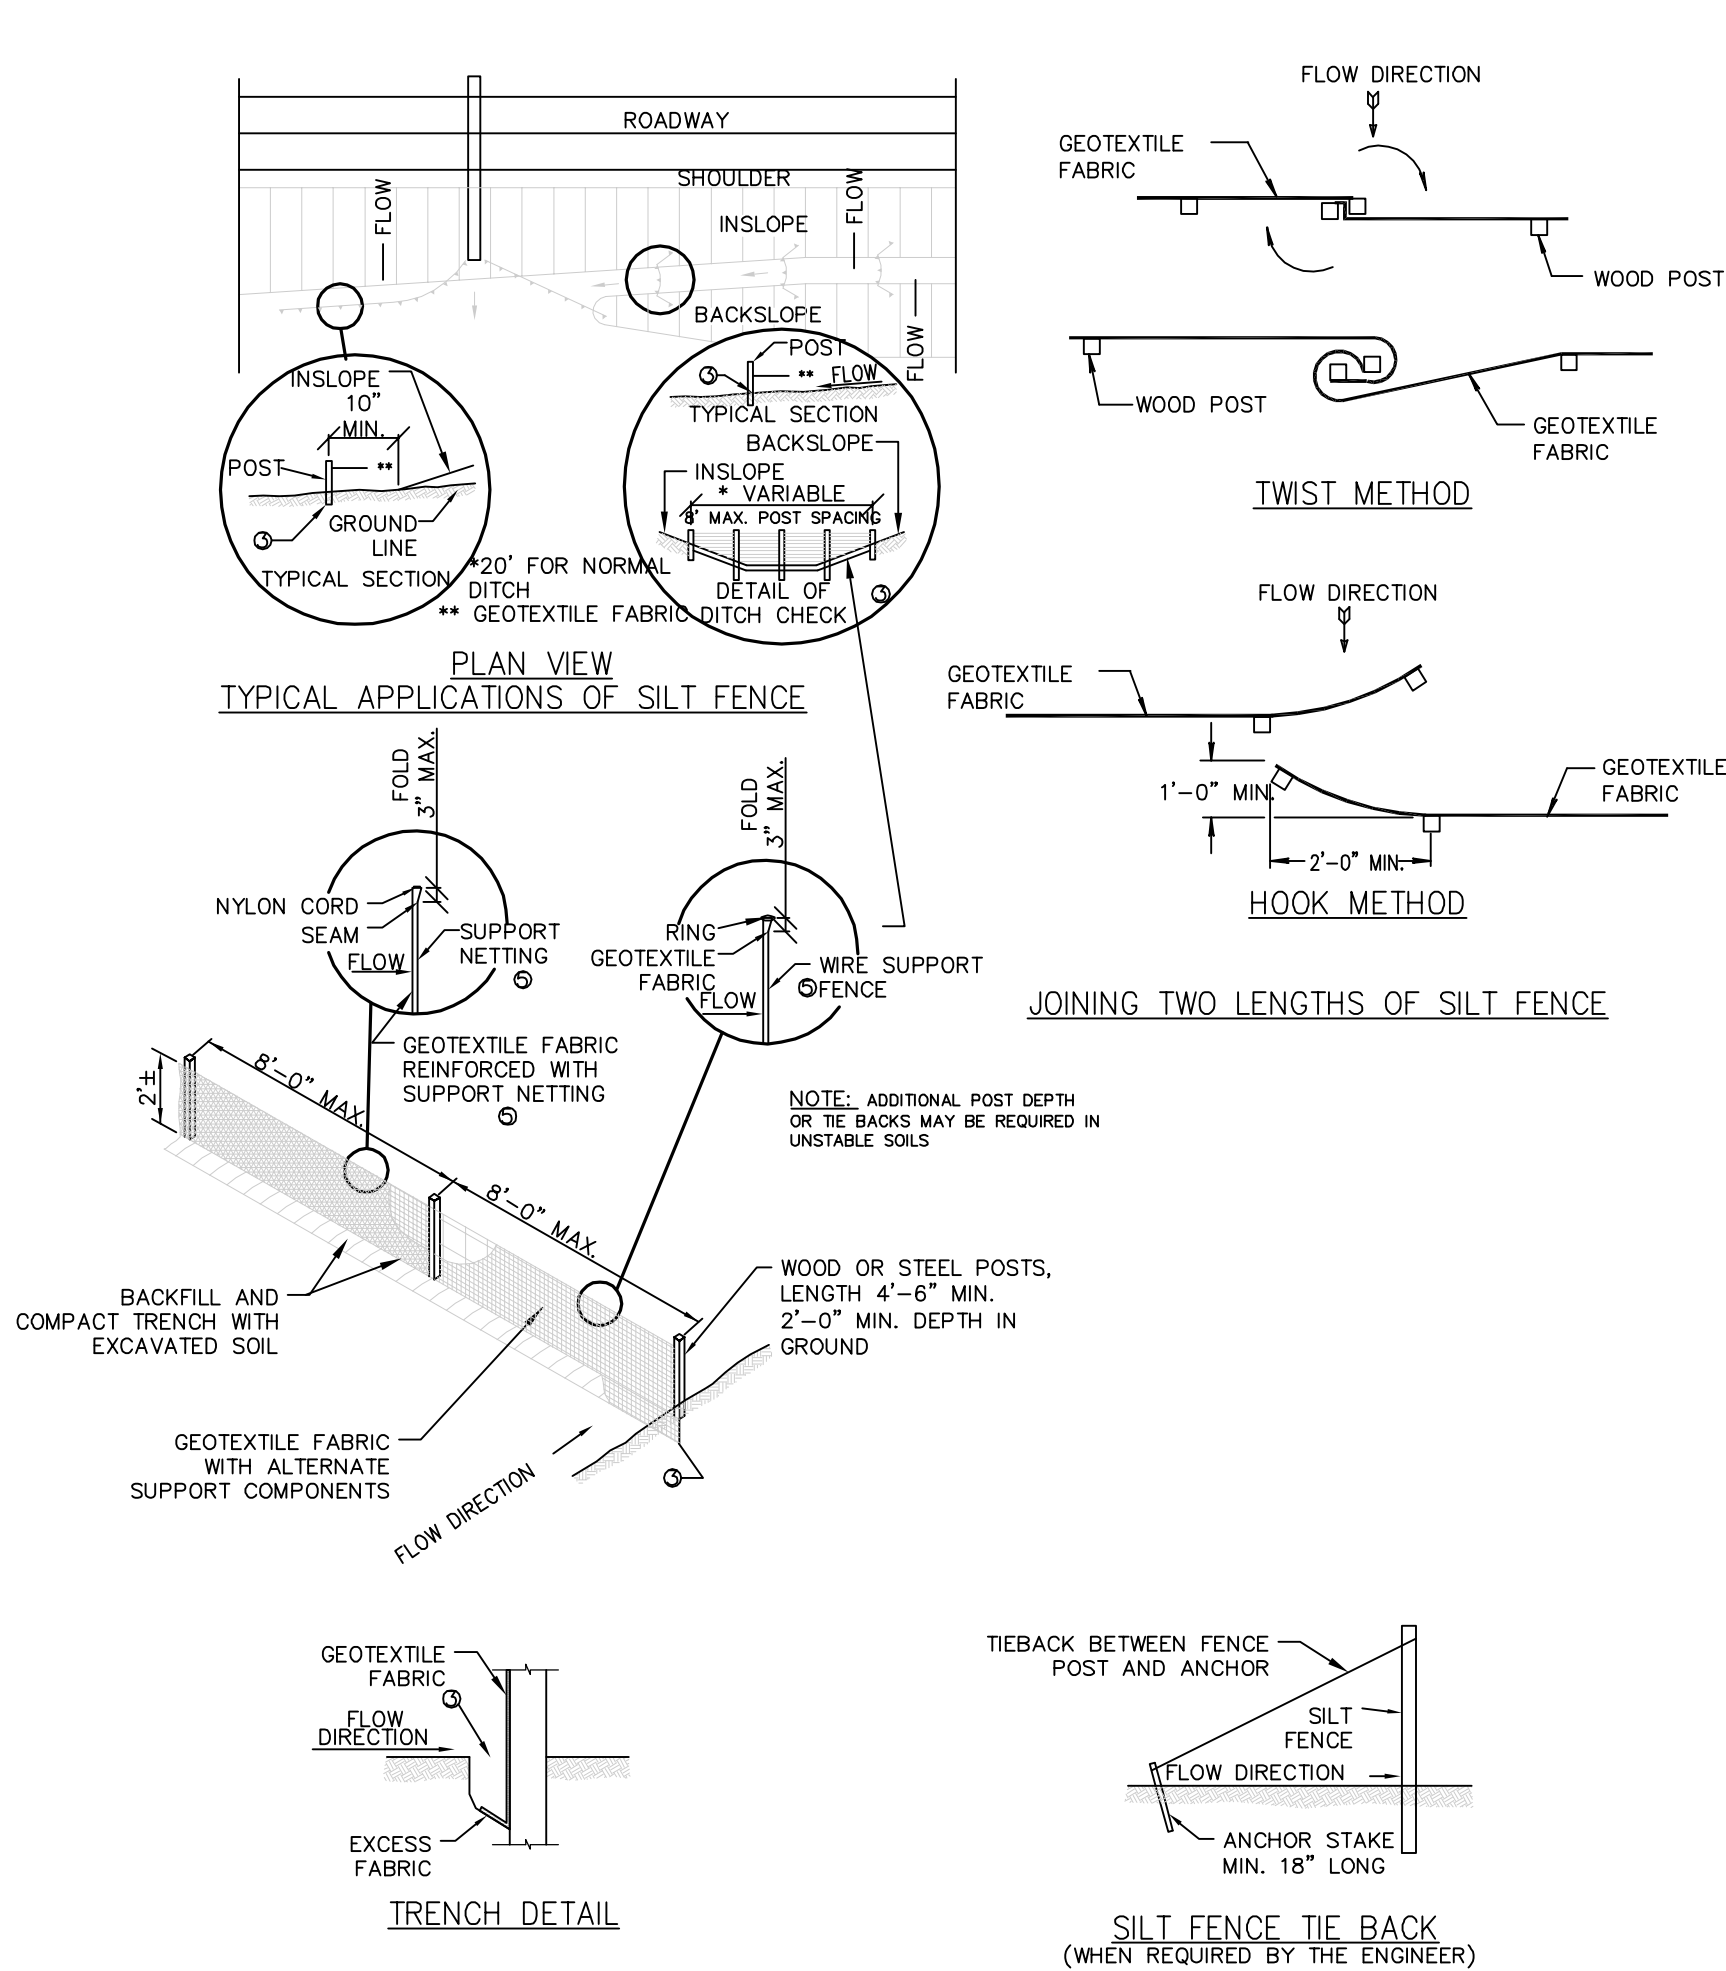 ROADWAY
SHOULDER
FLOW
FLOW
INSLOPE
BACKSLOPE
FLOW
INSLOPE
10"
MIN.
POST
**
③
GROUND
LINE
TYPICAL SECTION
POST
③
**
FLOW
TYPICAL SECTION
BACKSLOPE
INSLOPE
* VARIABLE
8' MAX. POST SPACING
DETAIL OF
DITCH CHECK
③
*20' FOR NORMAL
DITCH
** GEOTEXTILE FABRIC
PLAN VIEW
TYPICAL APPLICATIONS OF SILT FENCE
FLOW DIRECTION
GEOTEXTILE
FABRIC
WOOD POST
WOOD POST
GEOTEXTILE
FABRIC
TWIST METHOD
FLOW DIRECTION
GEOTEXTILE
FABRIC
GEOTEXTILE
FABRIC
1'-0" MIN.
2'-0" MIN.
HOOK METHOD
JOINING TWO LENGTHS OF SILT FENCE
FOLD
3" MAX.
NYLON CORD
SEAM
FLOW
SUPPORT
NETTING
⑤
GEOTEXTILE FABRIC
REINFORCED WITH
SUPPORT NETTING
⑤
FOLD
3" MAX.
RING
GEOTEXTILE
FABRIC
FLOW
WIRE SUPPORT
⑤FENCE
NOTE: ADDITIONAL POST DEPTH
OR TIE BACKS MAY BE REQUIRED IN
UNSTABLE SOILS
2'±
8'-0" MAX.
8'-0" MAX.
WOOD OR STEEL POSTS,
LENGTH 4'-6" MIN.
2'-0" MIN. DEPTH IN
GROUND
BACKFILL AND
COMPACT TRENCH WITH
EXCAVATED SOIL
GEOTEXTILE FABRIC
WITH ALTERNATE
SUPPORT COMPONENTS
FLOW DIRECTION
③
GEOTEXTILE
FABRIC
③
FLOW
DIRECTION
EXCESS
FABRIC
TRENCH DETAIL
TIEBACK BETWEEN FENCE
POST AND ANCHOR
SILT
FENCE
FLOW DIRECTION
ANCHOR STAKE
MIN. 18" LONG
SILT FENCE TIE BACK
(WHEN REQUIRED BY THE ENGINEER)